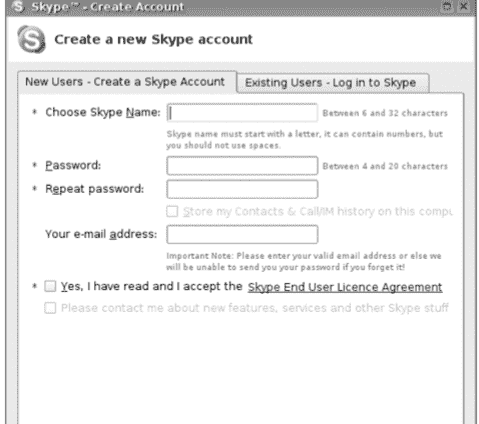 Skype™ - Create Account
Create a new Skype account
New Users - Create a Skype Account
Existing Users - Log in to Skype
* Choose Skype Name:
Between 6 and 32 characters
Skype name must start with a letter, it can contain numbers, but
you should not use spaces.
* Password:
Between 4 and 20 characters
* Repeat password:
Store my Contacts & Call/IM history on this compu
Your e-mail address:
Important Note: Please enter your valid email address or else we
will be unable to send you your password if you forget it!
* Yes, I have read and I accept the Skype End User Licence Agreement
Please contact me about new features, services and other Skype stuff